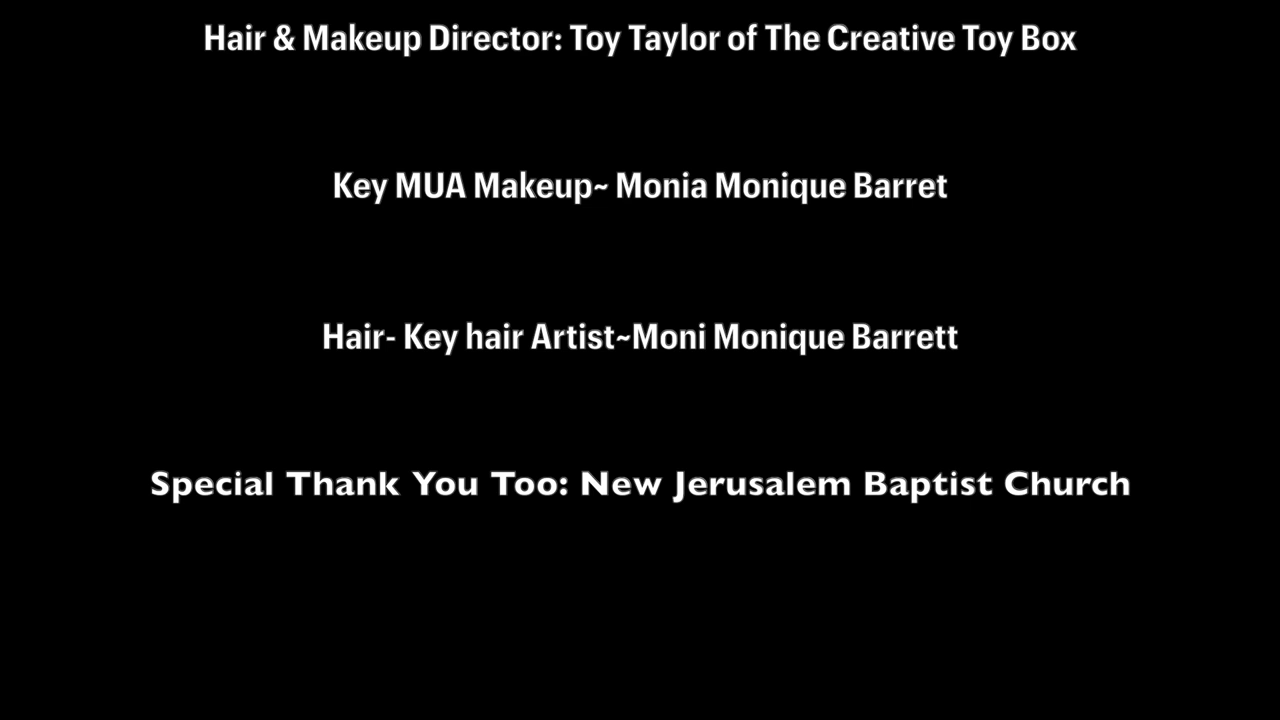 Hair & Makeup Director: Toy Taylor of The Creative Toy Box
Key MUA Makeup~ Monia Monique Barret
Hair- Key hair Artist~Moni Monique Barrett
Special Thank You Too: New Jerusalem Baptist Church